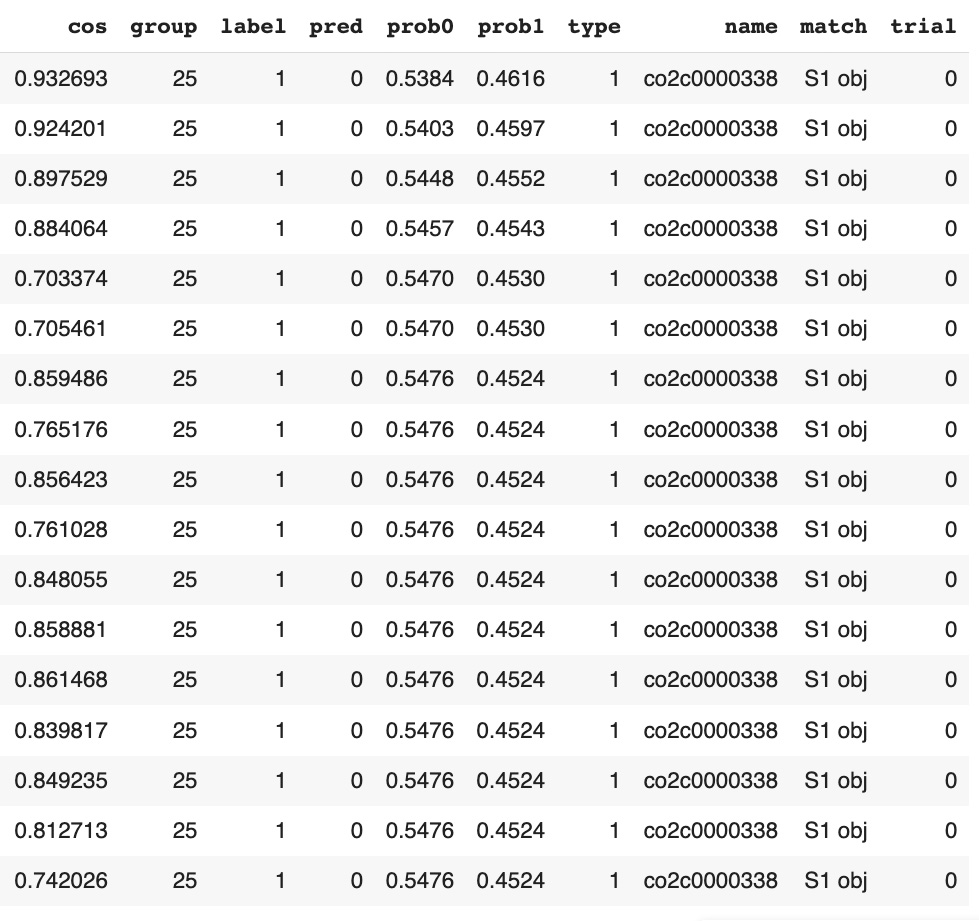 cos group label pred prob0 prob1 type name match trial
0.932693 25 1 0 0.5384 0.4616 1 co2c0000338 S1 obj 0
0.924201 25 1 0 0.5403 0.4597 1 co2c0000338 S1 obj 0
0.897529 25 1 0 0.5448 0.4552 1 co2c0000338 S1 obj 0
0.884064 25 1 0 0.5457 0.4543 1 co2c0000338 S1 obj 0
0.703374 25 1 0 0.5470 0.4530 1 co2c0000338 S1 obj 0
0.705461 25 1 0 0.5470 0.4530 1 co2c0000338 S1 obj 0
0.859486 25 1 0 0.5476 0.4524 1 co2c0000338 S1 obj 0
0.765176 25 1 0 0.5476 0.4524 1 co2c0000338 S1 obj 0
0.856423 25 1 0 0.5476 0.4524 1 co2c0000338 S1 obj 0
0.761028 25 1 0 0.5476 0.4524 1 co2c0000338 S1 obj 0
0.848055 25 1 0 0.5476 0.4524 1 co2c0000338 S1 obj 0
0.858881 25 1 0 0.5476 0.4524 1 co2c0000338 S1 obj 0
0.861468 25 1 0 0.5476 0.4524 1 co2c0000338 S1 obj 0
0.839817 25 1 0 0.5476 0.4524 1 co2c0000338 S1 obj 0
0.849235 25 1 0 0.5476 0.4524 1 co2c0000338 S1 obj 0
0.812713 25 1 0 0.5476 0.4524 1 co2c0000338 S1 obj 0
0.742026 25 1 0 0.5476 0.4524 1 co2c0000338 S1 obj 0